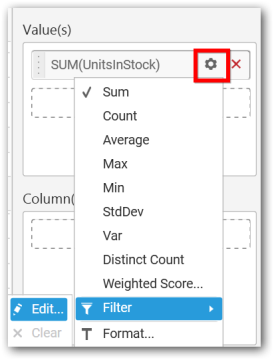 Value(s)
SUM(UnitsInStock)
Sum
Count
Average
Max
Min
StdDev
Var
Distinct Count
Weighted Score...
Filter
Format...
Column(
Edit...
Clear